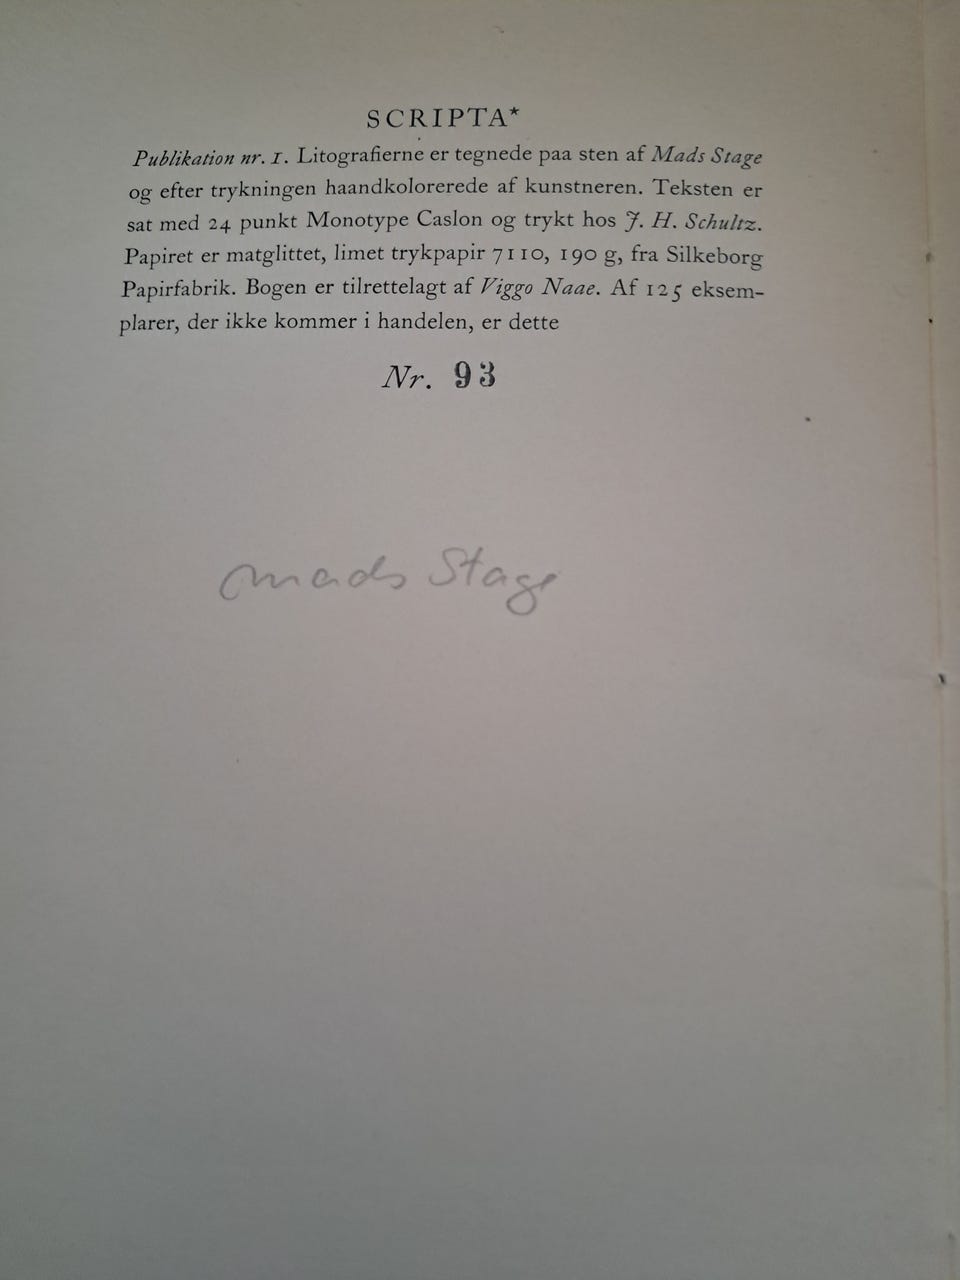 SCRIPTA*
Publikation nr. 1. Litografierne er tegnede paa sten af Mads Stage
og efter trykningen haandkolorerede af kunstneren. Teksten er
sat med 24 punkt Monotype Caslon og trykt hos J. H. Schultz.
Papiret er matglittet, limet trykpapir 7110, 190 g, fra Silkeborg
Papirfabrik. Bogen er tilrettelagt af Viggo Naae. Af 125 eksem-
plarer, der ikke kommer i handelen, er dette
Nr. 93
Mads Stage